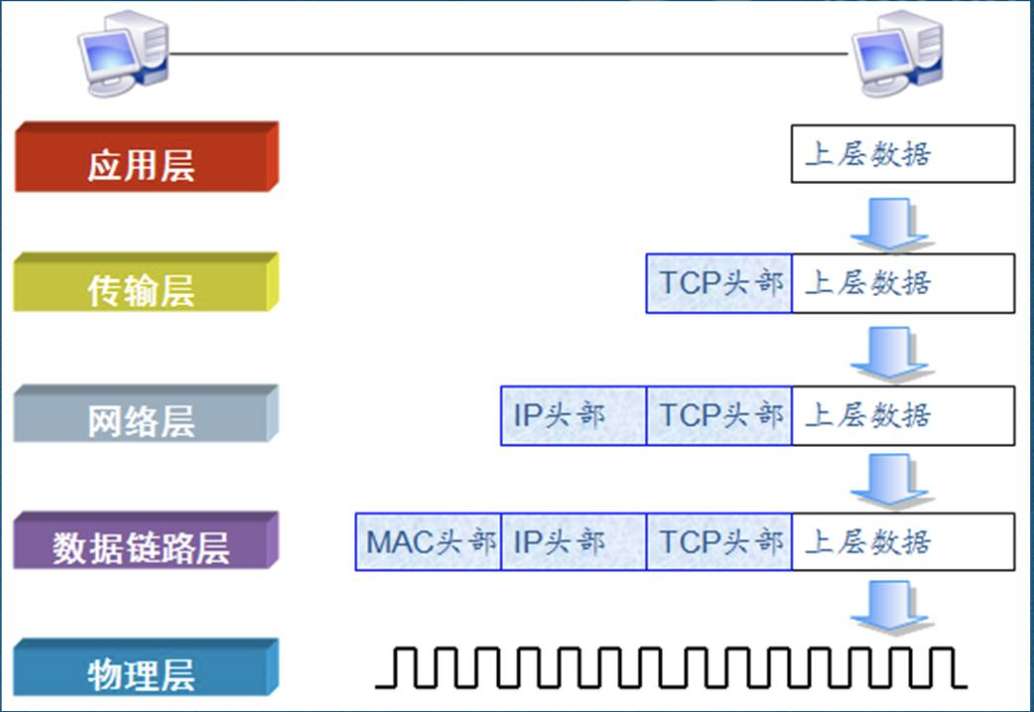 应用层
上层数据
传输层
TCP头部 上层数据
网络层
IP头部 TCP头部 上层数据
数据链路层
MAC头部 IP头部 TCP头部 上层数据
物理层